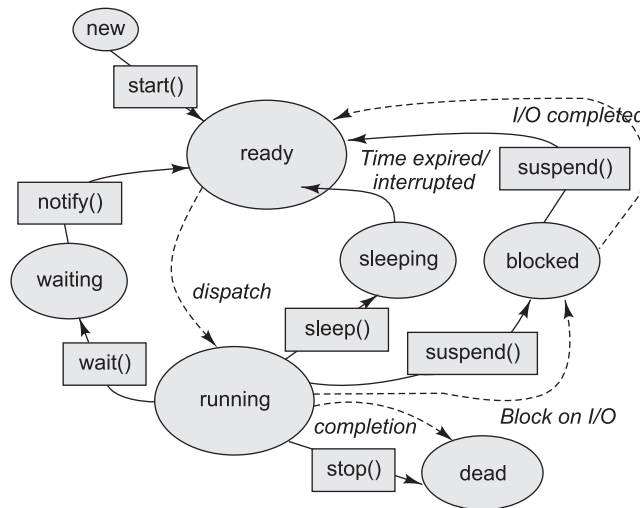 new
start()
I/O completed
ready
Time expired/
interrupted
suspend()
notify()
waiting
sleeping
blocked
dispatch
sleep()
wait()
suspend()
running
Block on I/O
completion
stop()
dead